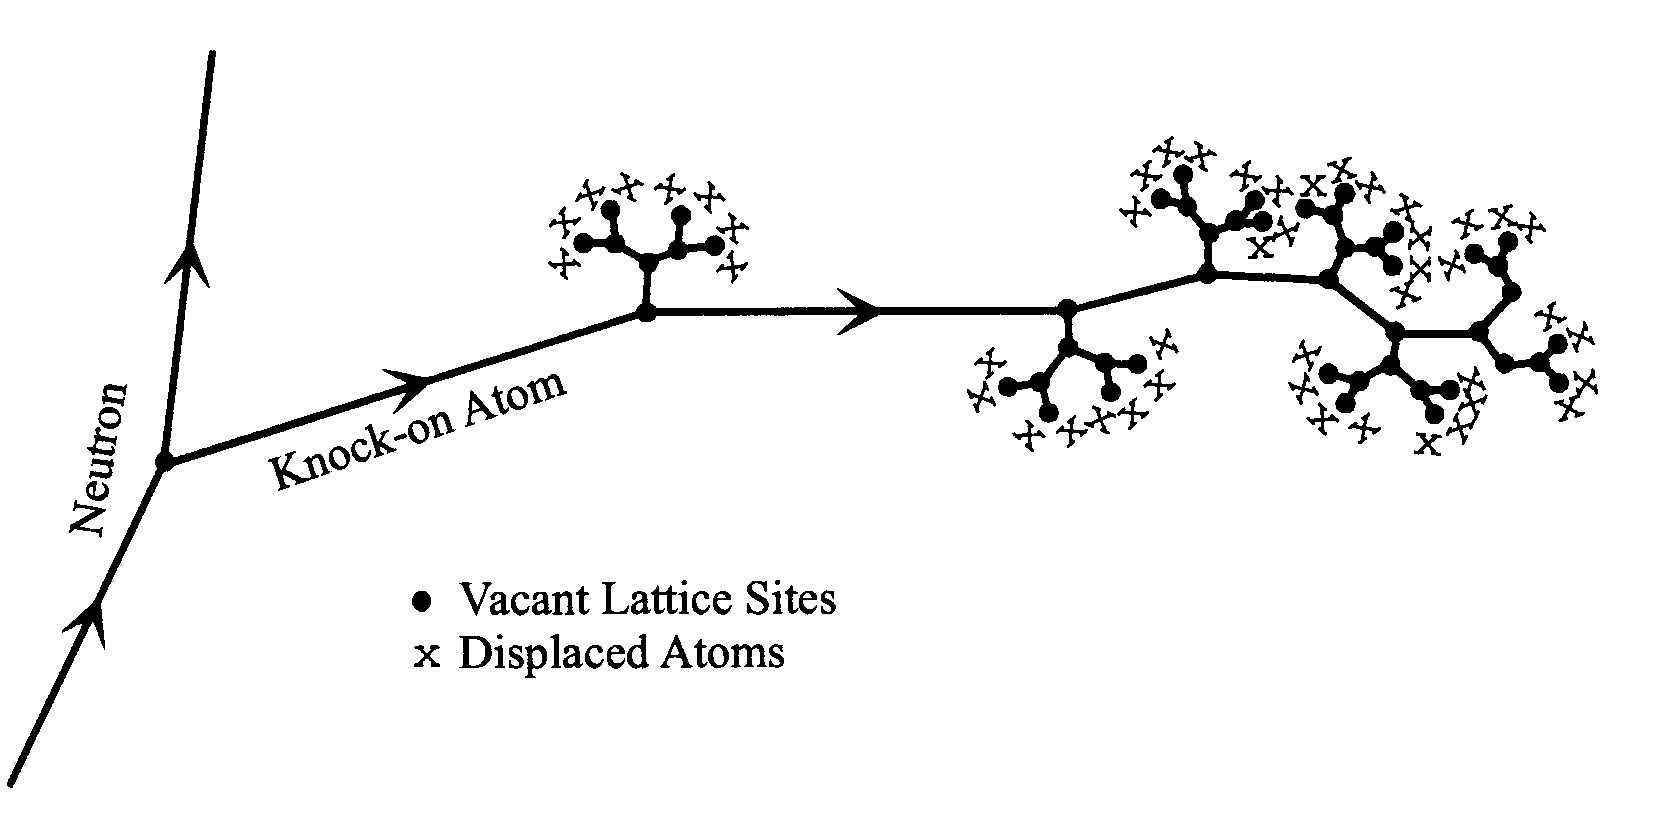 Neutron
Knock-on Atom
● Vacant Lattice Sites
x Displaced Atoms